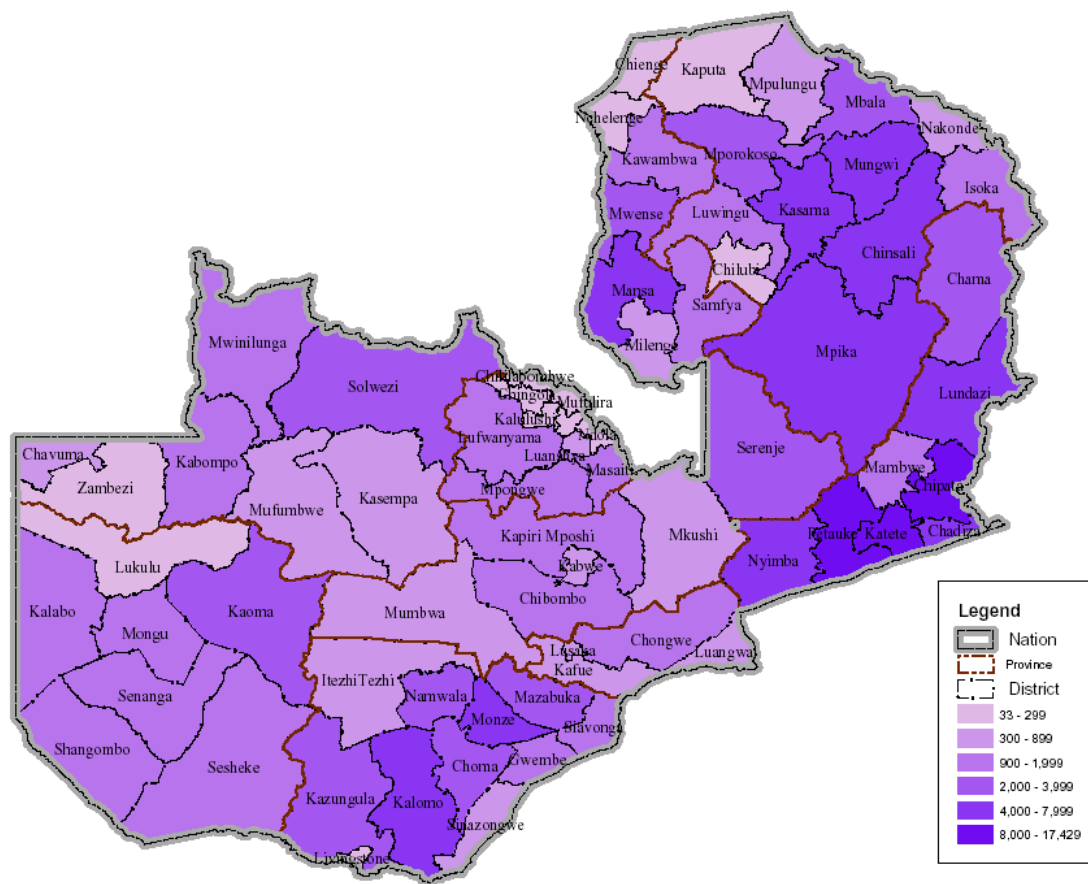 Chienge
Kaputa
Mpulungu
Mbala
Nchelenge
Nakonde
Kawambwa
Mporokoso
Mungwi
Isoka
Mwense
Luwingu
Kasama
Chinsali
Chilubi
Chama
Mansa
Samfya
Milenge
Mpika
Lundazi
Mwinilunga
Solwezi
Chililabombwe
Chingola
Mufulira
Kalulushi
Ndola
Lufwanyama
Luanshya
Masaiti
Mpongwe
Serenje
Mambwe
Chipata
Chavuma
Zambezi
Kabompo
Mufumbwe
Kasempa
Kapiri Mposhi
Mkushi
Petauke
Katete
Chadiza
Nyimba
Lukulu
Kabwe
Kalabo
Kaoma
Chibombo
Mumbwa
Mongu
Chongwe
Luangwa
Lusaka
Kafue
Senanga
ItezhiTezhi
Namwala
Mazabuka
Monze
Siavonga
Shangombo
Sesheke
Choma
Gwembe
Kazungula
Kalomo
Sinazongwe
Livingstone
Legend
Nation
Province
District
33 - 299
300 - 899
900 - 1,999
2,000 - 3,999
4,000 - 7,999
8,000 - 17,429